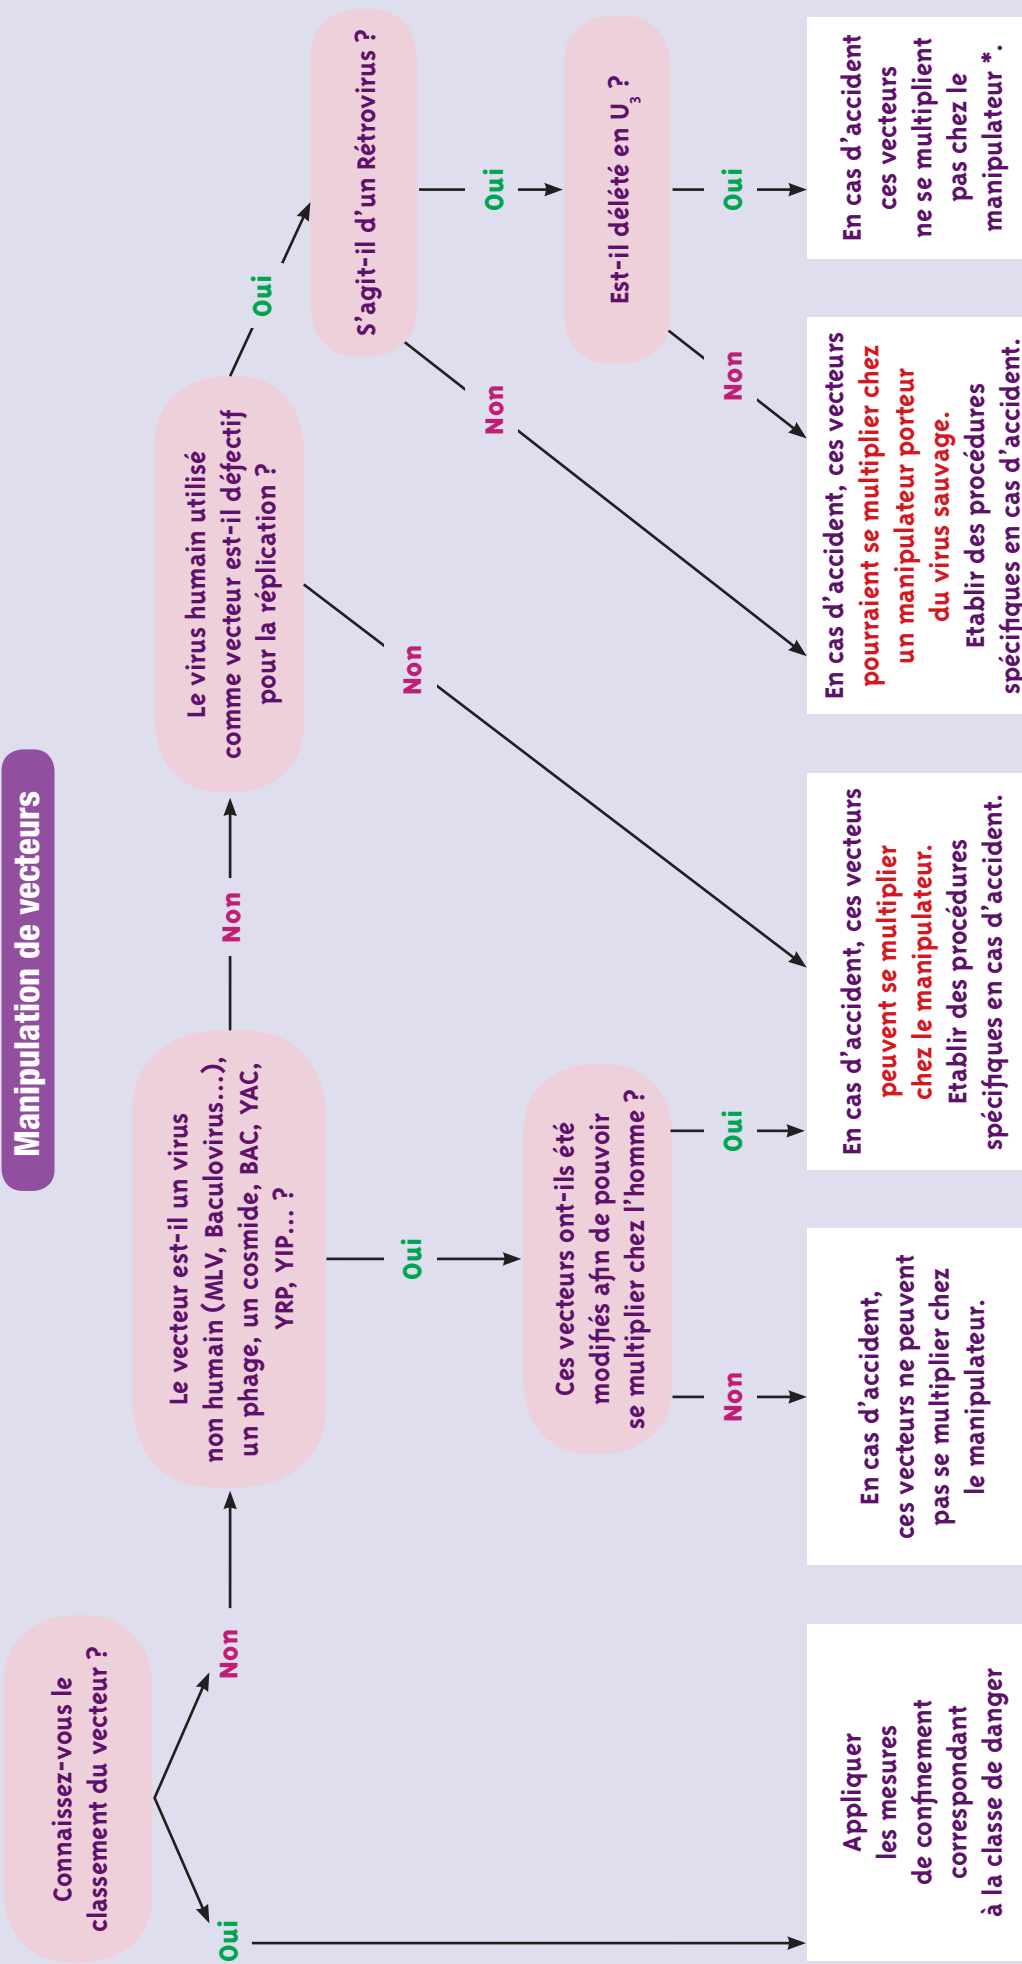 Manipulation de vecteurs
Connaissez-vous le
classement du vecteur ?
Oui
Non
Le vecteur est-il un virus
non humain (MLV, Baculovirus...),
un phage, un cosmide, BAC, YAC,
YRP, YIP... ?
Non
Oui
Le virus humain utilisé
comme vecteur est-il défectif
pour la réplication ?
Oui
Non
S’agit-il d’un Rétrovirus ?
Oui
Non
Ces vecteurs ont-ils été
modifiés afin de pouvoir
se multiplier chez l’homme ?
Non
Oui
Est-il délété en U3 ?
Non
Oui
Appliquer
les mesures
de confinement
correspondant
à la classe de danger
En cas d’accident,
ces vecteurs ne peuvent
pas se multiplier chez
le manipulateur.
En cas d’accident, ces vecteurs
peuvent se multiplier
chez le manipulateur.
Etablir des procédures
spécifiques en cas d’accident.
En cas d’accident, ces vecteurs
pourraient se multiplier chez
un manipulateur porteur
du virus sauvage.
Etablir des procédures
spécifiques en cas d’accident.
En cas d’accident
ces vecteurs
ne se multiplient
pas chez le
manipulateur *.